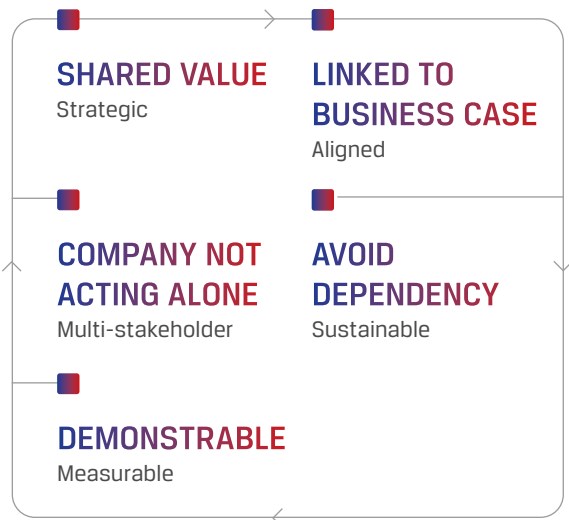 SHARED VALUE
Strategic
LINKED TO
BUSINESS CASE
Aligned
COMPANY NOT
ACTING ALONE
Multi-stakeholder
AVOID
DEPENDENCY
Sustainable
DEMONSTRABLE
Measurable